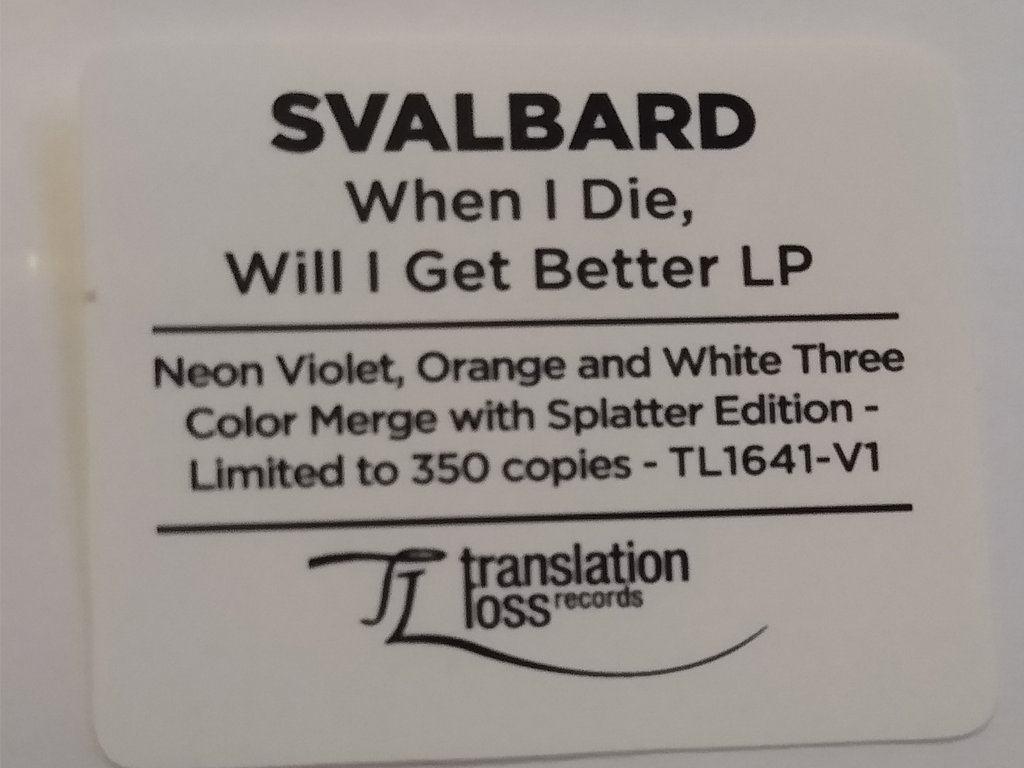 SVALBARD
When I Die,
Will I Get Better LP
Neon Violet, Orange and White Three
Color Merge with Splatter Edition -
Limited to 350 copies - TL1641-V1
TL translation
loss records